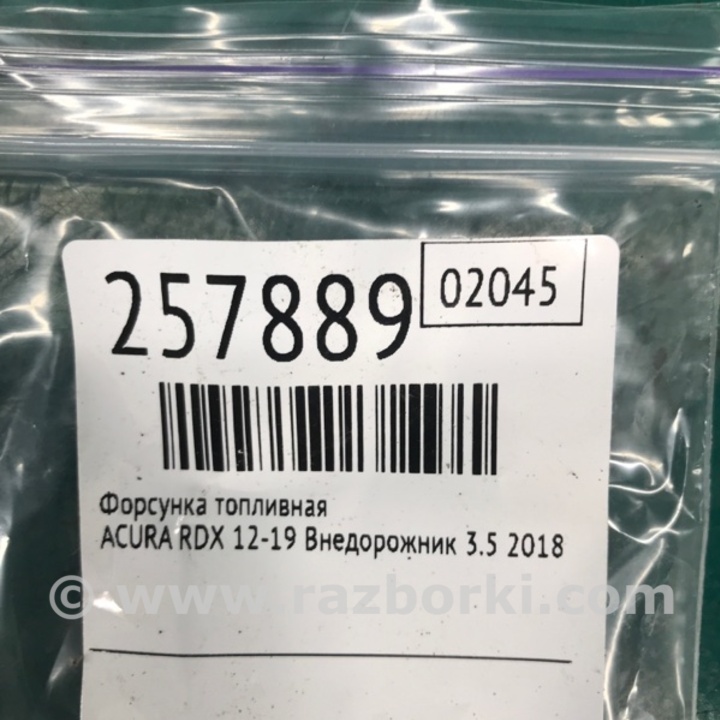 257889
02045
Форсунка топливная
ACURA RDX 12-19 Внедорожник 3.5 2018
© www.razborki.com